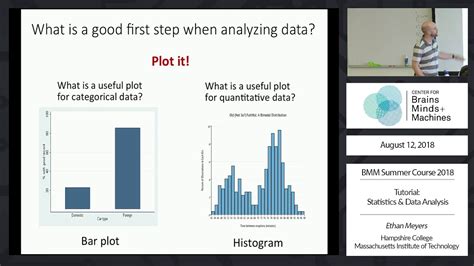 What is a good first step when analyzing data?
Plot it!
What is a useful plot
for categorical data?
What is a useful plot
for quantitative data?
Domestic
Foreign
Car type
Bar plot
Histogram
CENTER FOR
Brains
Minds+
Machines
August 12, 2018
BMM Summer Course 2018
Tutorial:
Statistics & Data Analysis
Ethan Meyers
Hampshire College
Massachusetts Institute of Technology